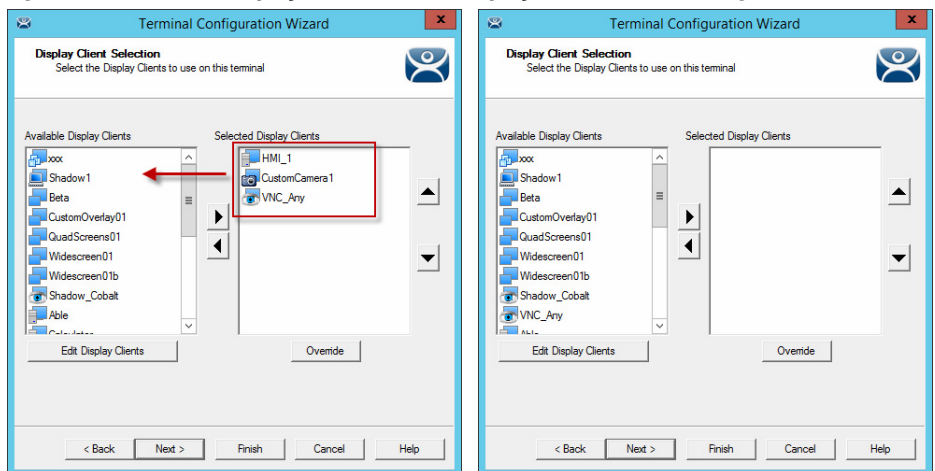 Terminal Configuration Wizard
x
Display Client Selection
Select the Display Clients to use on this terminal
Available Display Clients
Selected Display Clients
xxx
Shadow1
Beta
CustomOverlay01
QuadScreens01
Widescreen01
Widescreen01b
Shadow_Cobalt
Able
HMI_1
CustomCamera1
VNC_Any
Edit Display Clients
Override
< Back
Next >
Finish
Cancel
Help
Terminal Configuration Wizard
x
Display Client Selection
Select the Display Clients to use on this terminal
Available Display Clients
Selected Display Clients
xxx
Shadow1
Beta
CustomOverlay01
QuadScreens01
Widescreen01
Widescreen01b
Shadow_Cobalt
VNC_Any
Edit Display Clients
Override
< Back
Next >
Finish
Cancel
Help